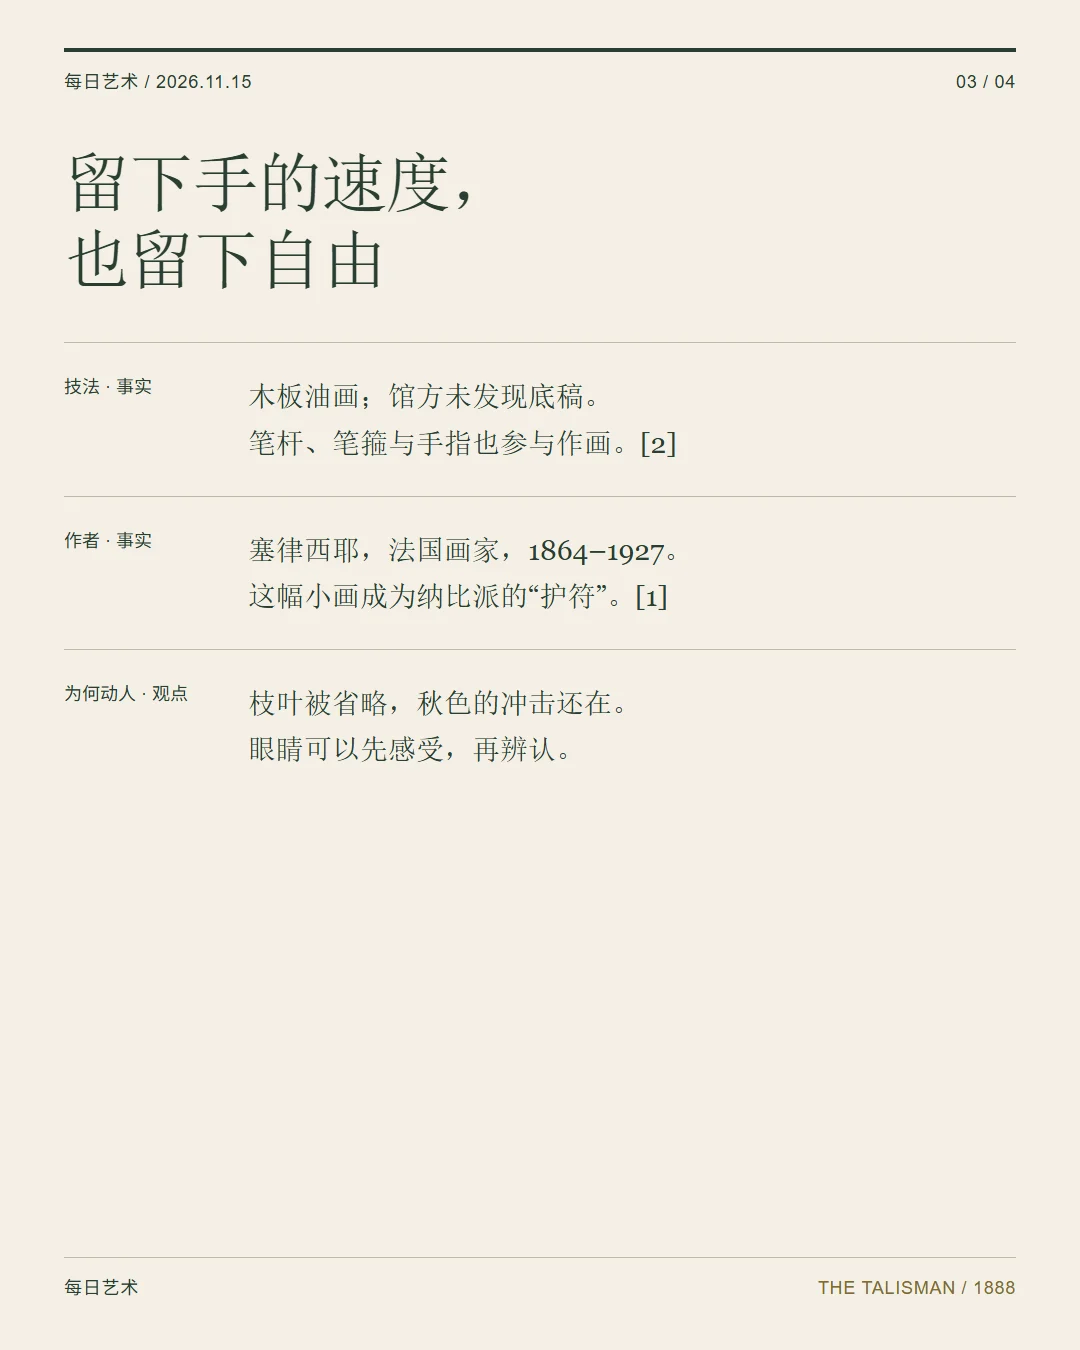 每日艺术 / 2026.11.15
03 / 04
留下手的速度，
也留下自由
技法 · 事实
木板油画；馆方未发现底稿。
笔杆、笔箍与手指也参与作画。[2]
作者 · 事实
塞律西耶，法国画家，1864–1927。
这幅小画成为纳比派的“护符”。[1]
为何动人 · 观点
枝叶被省略，秋色的冲击还在。
眼睛可以先感受，再辨认。
每日艺术
THE TALISMAN / 1888